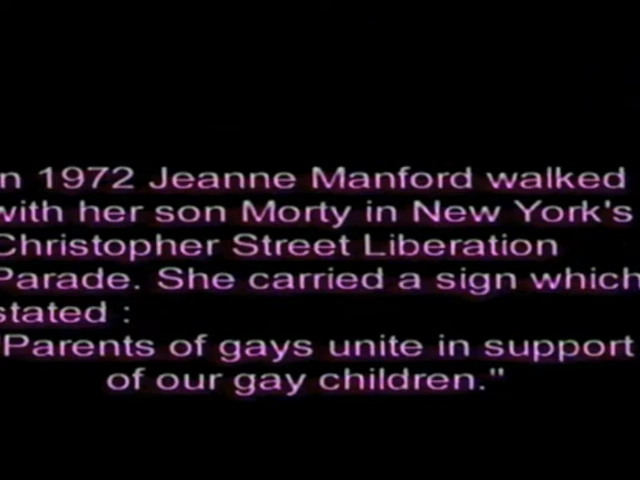 n 1972 Jeanne Manford walked
with her son Morty in New York's
Christopher Street Liberation
Parade. She carried a sign which
stated :
"Parents of gays unite in support
of our gay children."